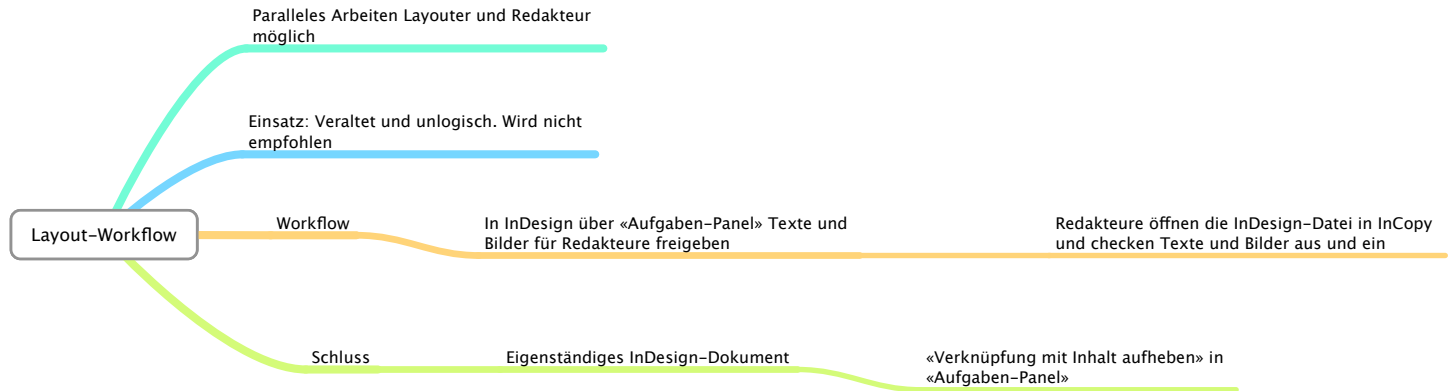 Paralleles Arbeiten Layouter und Redakteur
möglich
Einsatz: Veraltet und unlogisch. Wird nicht
empfohlen
Layout-Workflow
Workflow
In InDesign über «Aufgaben-Panel» Texte und
Bilder für Redakteure freigeben
Redakteure öffnen die InDesign-Datei in InCopy
und checken Texte und Bilder aus und ein
Schluss
Eigenständiges InDesign-Dokument
«Verknüpfung mit Inhalt aufheben» in
«Aufgaben-Panel»